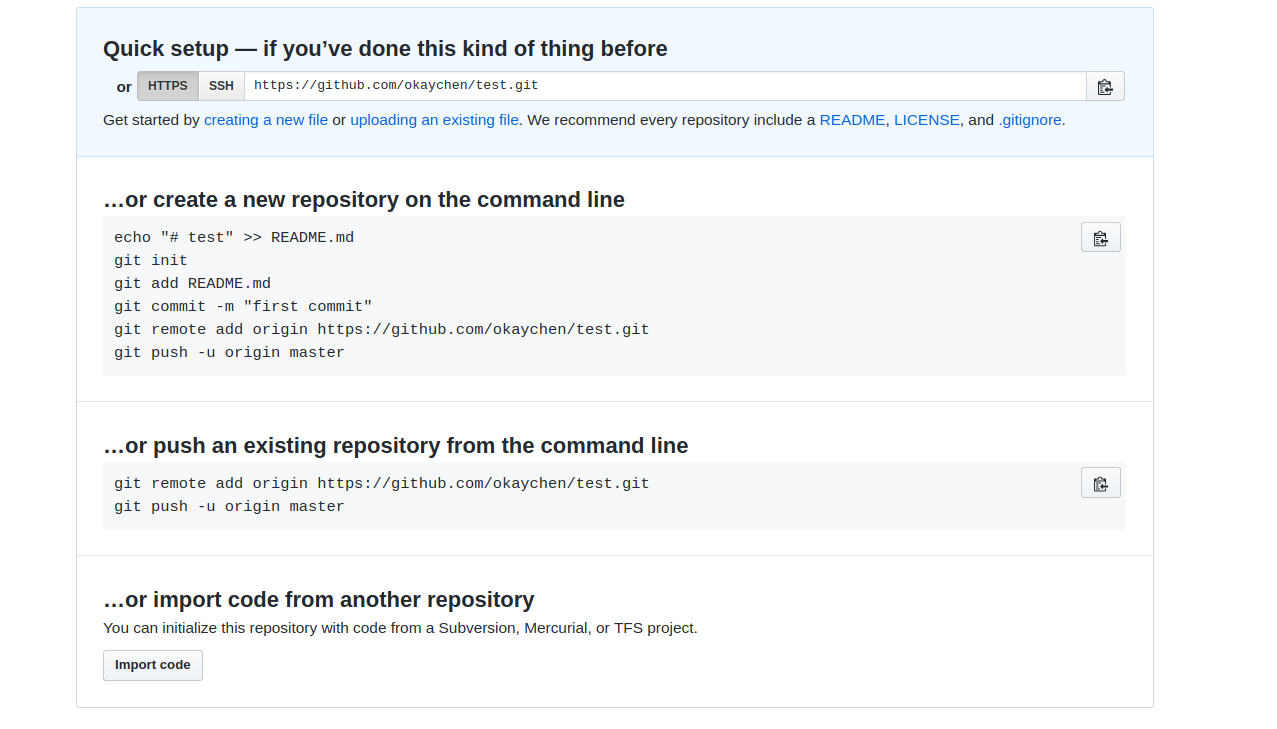 Quick setup — if you’ve done this kind of thing before
or HTTPS SSH https://github.com/okaychen/test.git
Get started by creating a new file or uploading an existing file. We recommend every repository include a README, LICENSE, and .gitignore.
…or create a new repository on the command line
echo "# test" >> README.md
git init
git add README.md
git commit -m "first commit"
git remote add origin https://github.com/okaychen/test.git
git push -u origin master
…or push an existing repository from the command line
git remote add origin https://github.com/okaychen/test.git
git push -u origin master
…or import code from another repository
You can initialize this repository with code from a Subversion, Mercurial, or TFS project.
Import code